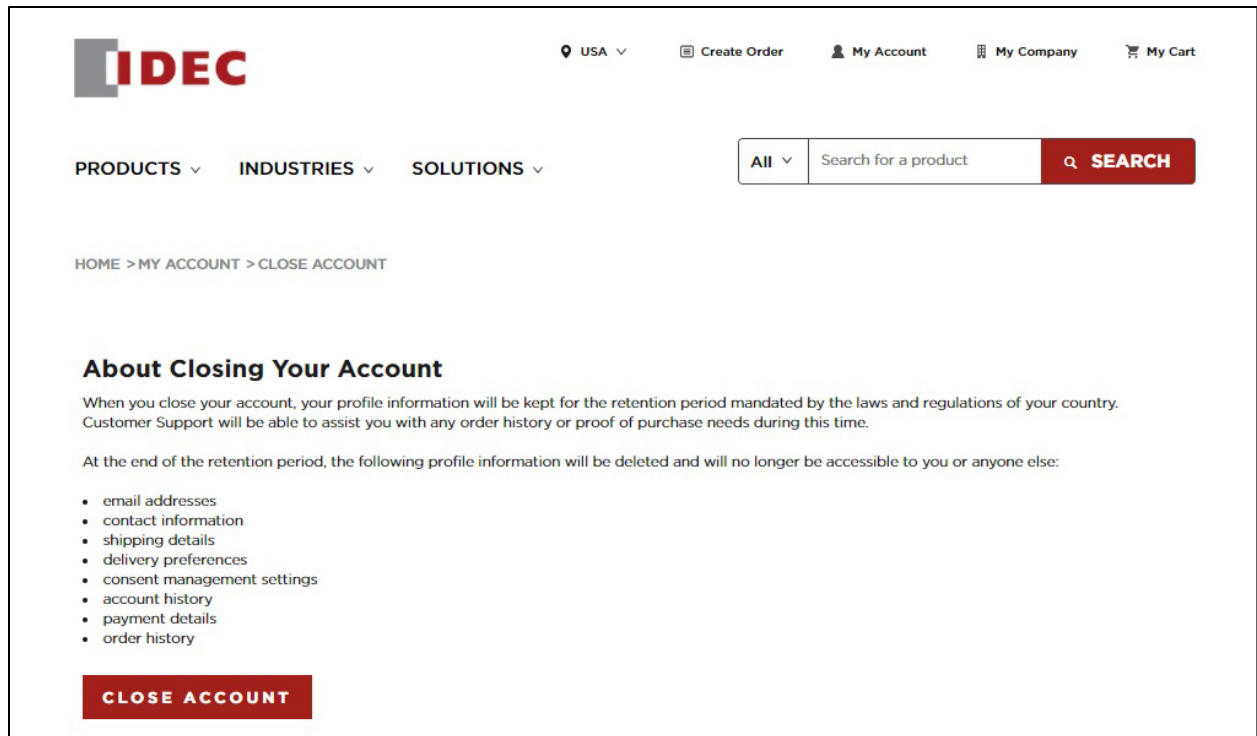 IDEC
USA
Create Order
My Account
My Company
My Cart
PRODUCTS
INDUSTRIES
SOLUTIONS
All
Search for a product
SEARCH
HOME > MY ACCOUNT > CLOSE ACCOUNT
About Closing Your Account
When you close your account, your profile information will be kept for the retention period mandated by the laws and regulations of your country.
Customer Support will be able to assist you with any order history or proof of purchase needs during this time.
At the end of the retention period, the following profile information will be deleted and will no longer be accessible to you or anyone else:
• email addresses
• contact information
• shipping details
• delivery preferences
• consent management settings
• account history
• payment details
• order history
CLOSE ACCOUNT